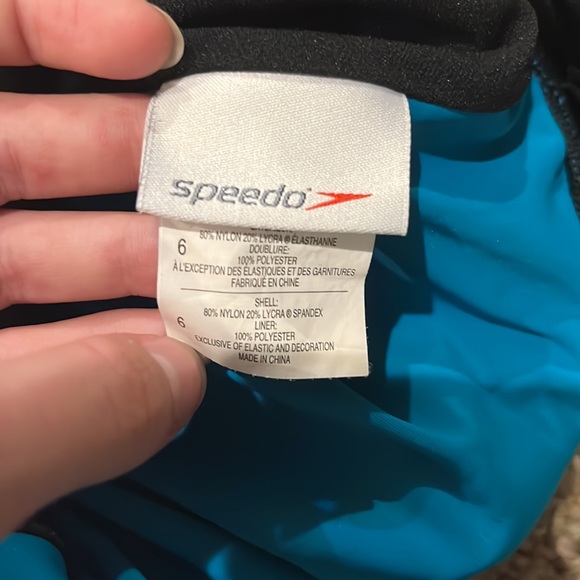 speedo
80% NYLON 20% LYCRA ® ÉLASTHANNE
6
DOUBLURE:
100% POLYESTER
À L'EXCEPTION DES ÉLASTIQUES ET DES GARNITURES
FABRIQUÉ EN CHINE
SHELL:
80% NYLON 20% LYCRA ® SPANDEX
6
LINER:
100% POLYESTER
EXCLUSIVE OF ELASTIC AND DECORATION
MADE IN CHINA